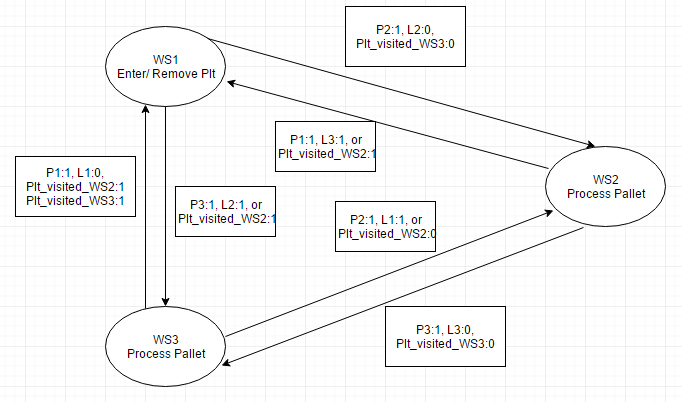 P2:1, L2:0,
Plt_visited_WS3:0
WS1
Enter/ Remove Plt
P1:1, L3:1, or
Plt_visited_WS2:1
P1:1, L1:0,
Plt_visited_WS2:1
Plt_visited_WS3:1
WS2
Process Pallet
P3:1, L2:1, or
Plt_visited_WS2:1
P2:1, L1:1, or
Plt_visited_WS2:0
WS3
Process Pallet
P3:1, L3:0,
Plt_visited_WS3:0